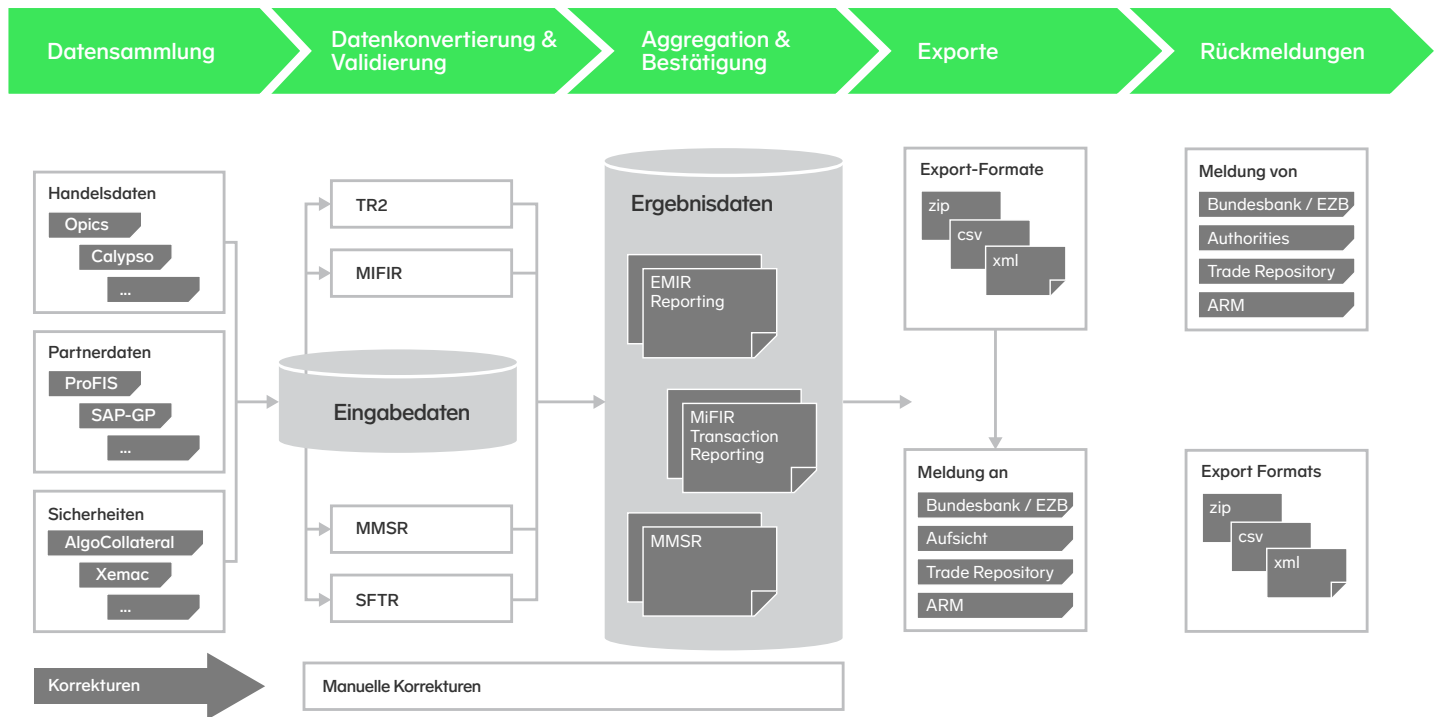 Datensammlung
Datenkonvertierung &
Validierung
Aggregation &
Bestätigung
Exporte
Rückmeldungen
Handelsdaten
Opics
Calypso
...
Partnerdaten
ProFIS
SAP-GP
...
Sicherheiten
AlgoCollateral
Xemac
...
Korrekturen
TR2
MIFIR
Eingabedaten
MMSR
SFTR
Manuelle Korrekturen
Ergebnisdaten
EMIR
Reporting
MiFIR
Transaction
Reporting
MMSR
Export-Formate
zip
csv
xml
Meldung an
Bundesbank / EZB
Aufsicht
Trade Repository
ARM
Meldung von
Bundesbank / EZB
Authorities
Trade Repository
ARM
Export Formats
zip
csv
xml